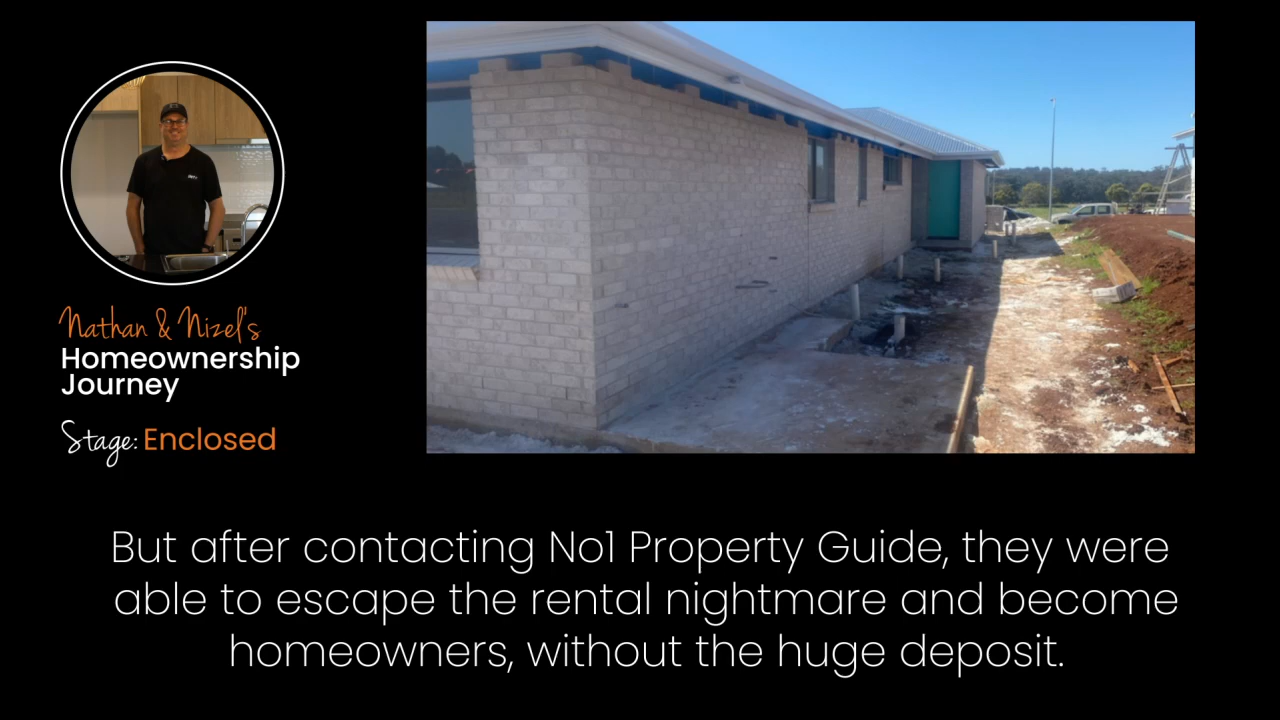 Nathan & Nizel's
Homeownership
Journey
Stage: Enclosed
But after contacting No1 Property Guide, they were
able to escape the rental nightmare and become
homeowners, without the huge deposit.